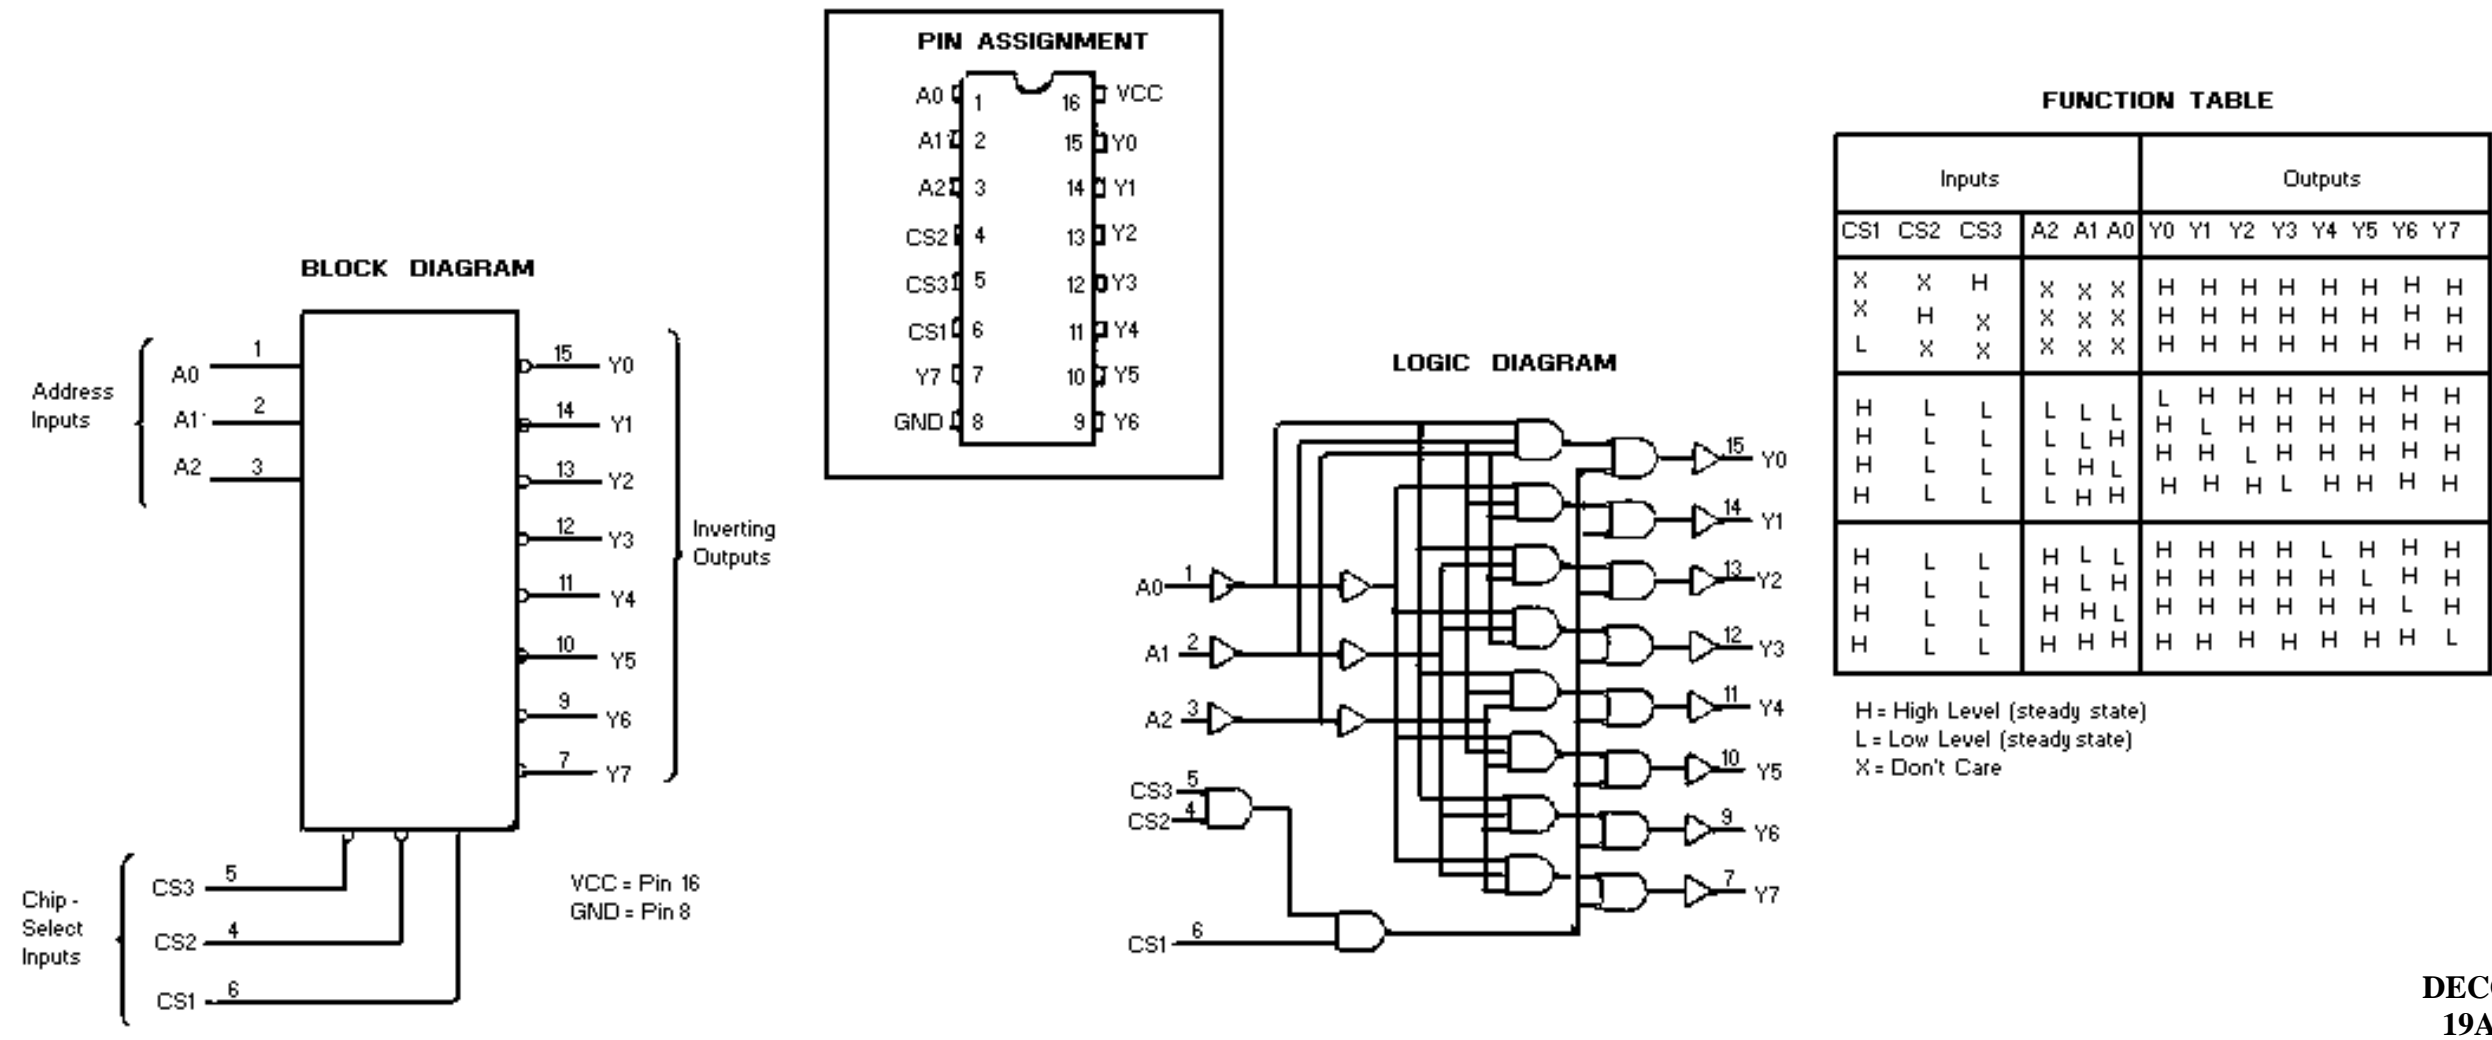 BLOCK DIAGRAM
Address
Inputs
A0 1
A1 2
A2 3
15 Y0
14 Y1
13 Y2
12 Y3
11 Y4
10 Y5
9 Y6
7 Y7
Inverting
Outputs
Chip -
Select
Inputs
CS3 5
CS2 4
CS1 6
VCC = Pin 16
GND = Pin 8
PIN ASSIGNMENT
A0 1 16 VCC
A1 2 15 Y0
A2 3 14 Y1
CS2 4 13 Y2
CS3 5 12 Y3
CS1 6 11 Y4
Y7 7 10 Y5
GND 8 9 Y6
LOGIC DIAGRAM
A0 1
A1 2
A2 3
CS3 5
CS2 4
CS1 6
15 Y0
14 Y1
13 Y2
12 Y3
11 Y4
10 Y5
9 Y6
7 Y7
FUNCTION TABLE
Inputs Outputs
CS1 CS2 CS3 A2 A1 A0 Y0 Y1 Y2 Y3 Y4 Y5 Y6 Y7
X X H X X X H H H H H H H H
X H X X X X H H H H H H H H
L X X X X X H H H H H H H H
H L L L L L L H H H H H H H
H L L L L H H L H H H H H H
H L L L H L H H L H H H H H
H L L L H H H H H L H H H H
H L L H L L H H H H L H H H
H L L H L H H H H H H L H H
H L L H H L H H H H H H L H
H L L H H H H H H H H H H L
H = High Level (steady state)
L = Low Level (steady state)
X = Don't Care
DEC
19A